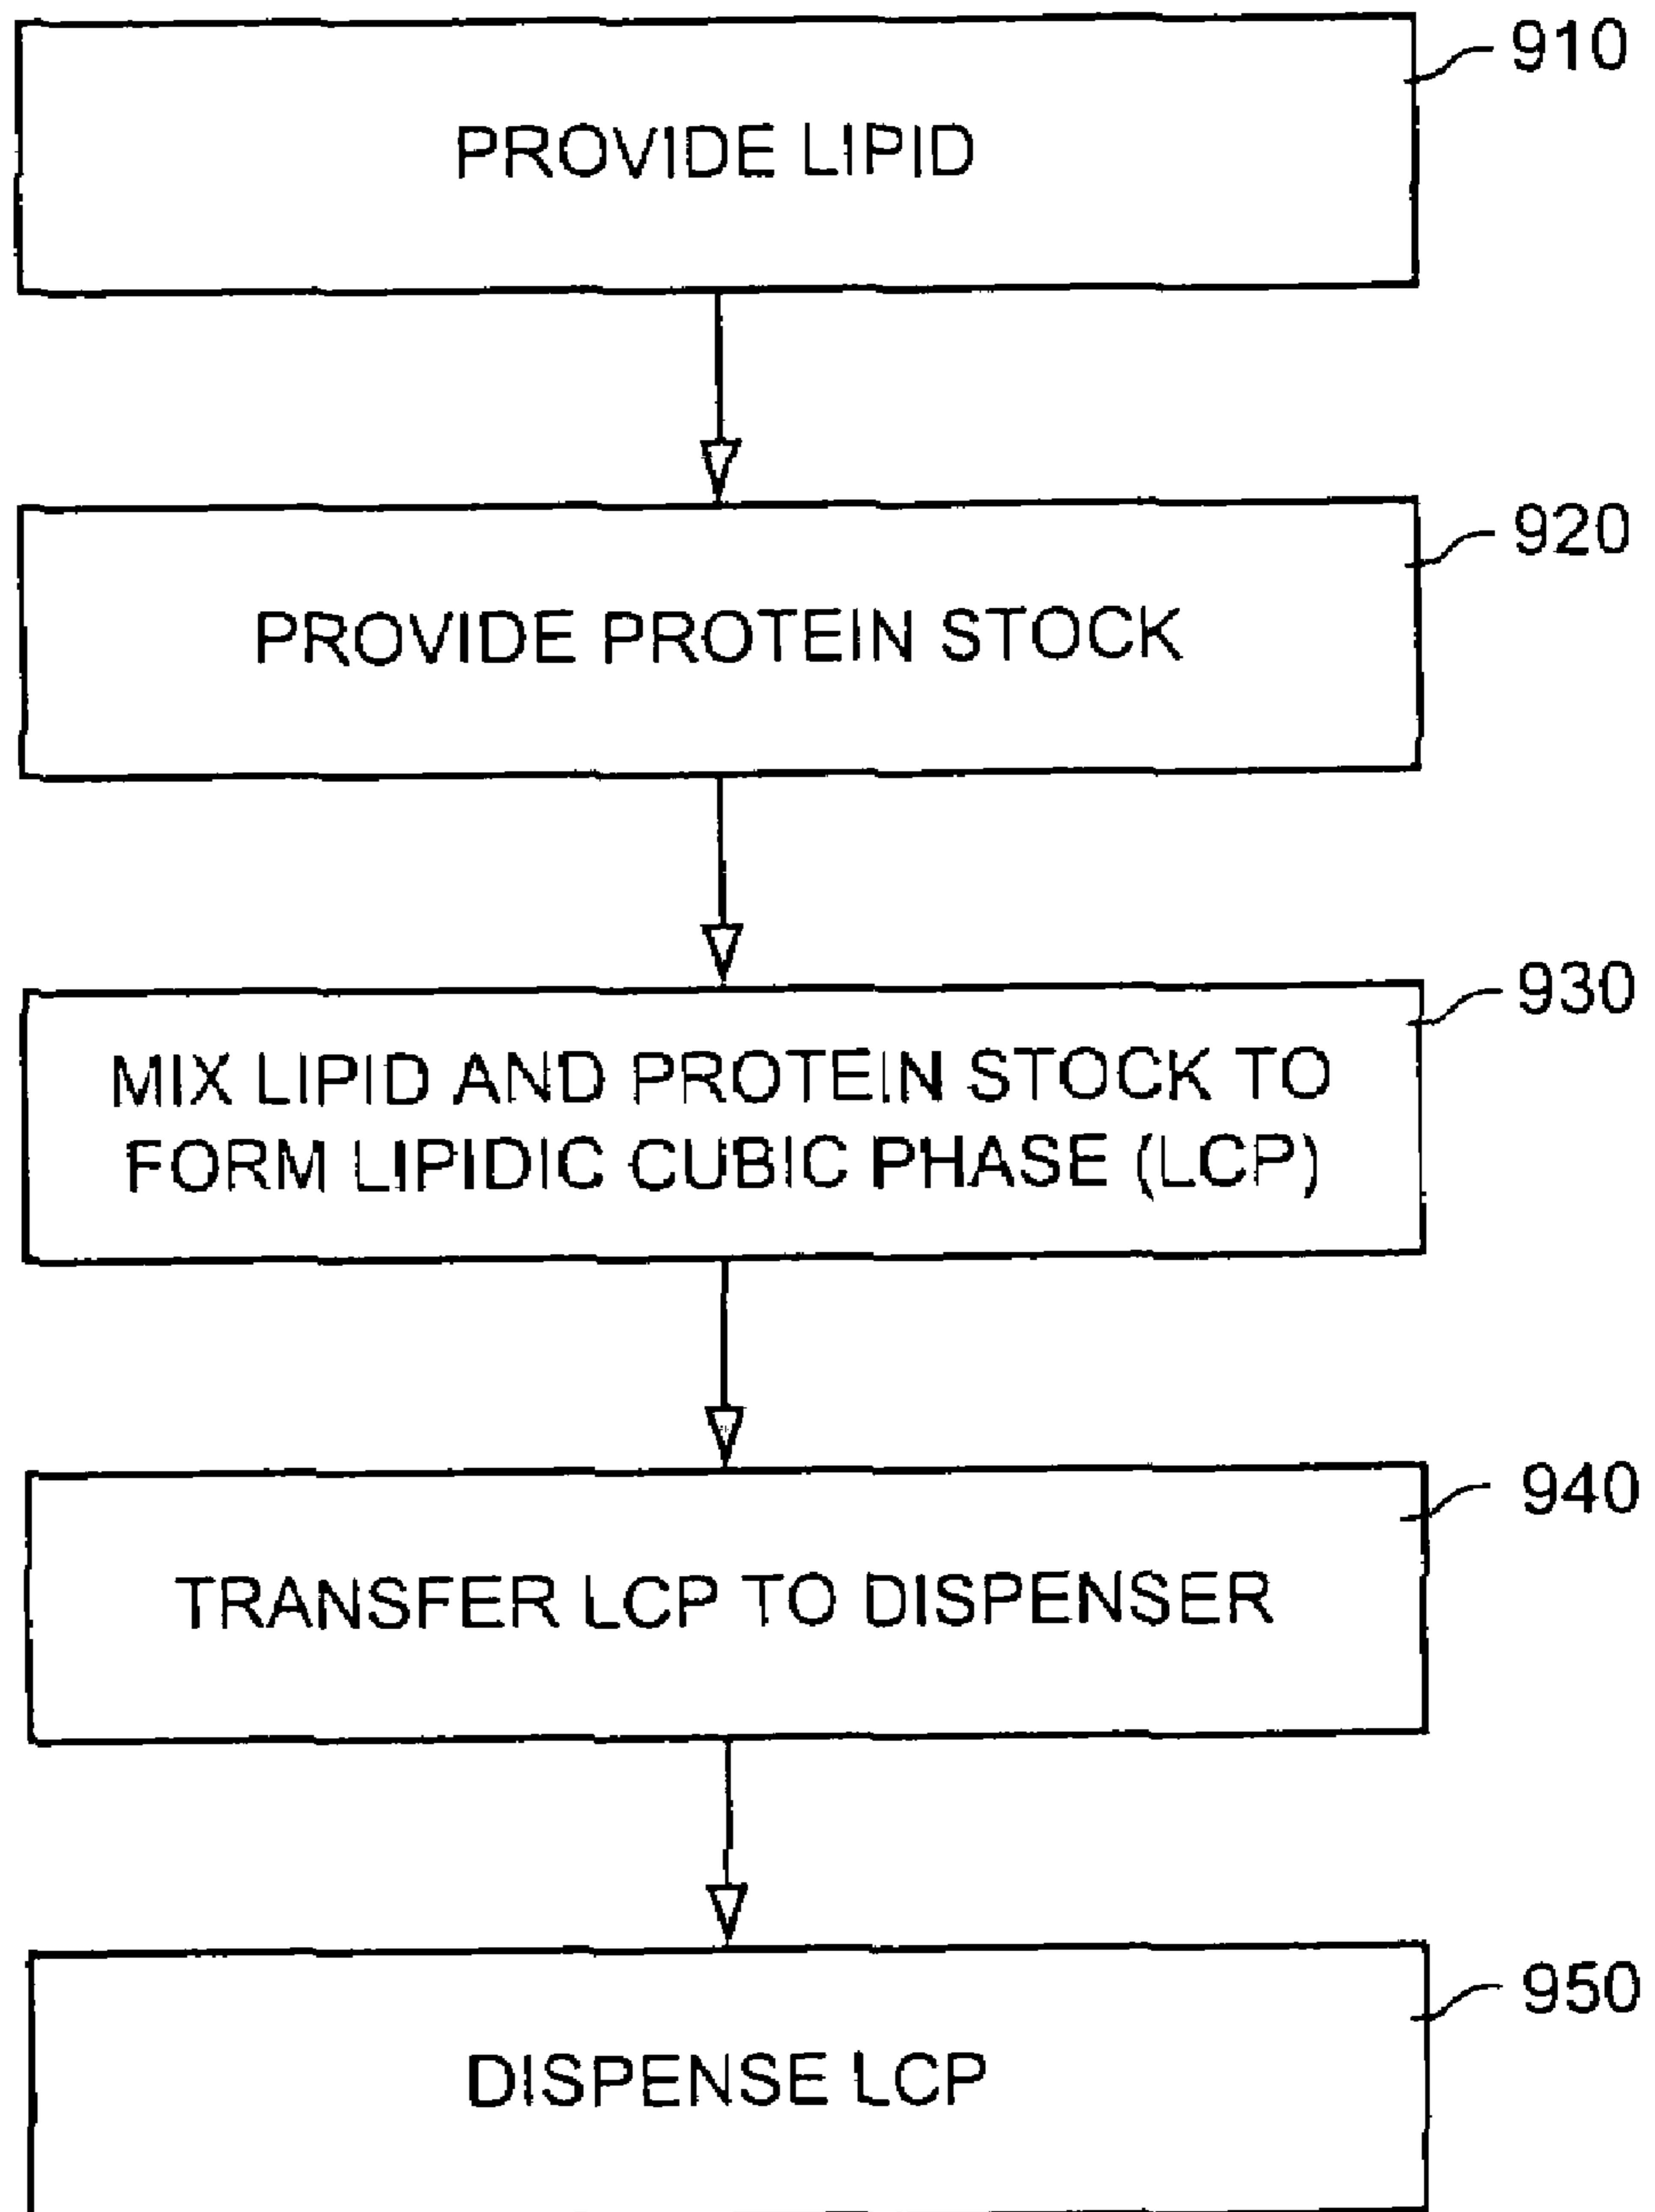 910
PROVIDE LIPID
920
PROVIDE PROTEIN STOCK
930
MIX LIPID AND PROTEIN STOCK TO
FORM LIPIDIC CUBIC PHASE (LCP)
940
TRANSFER LCP TO DISPENSER
950
DISPENSE LCP